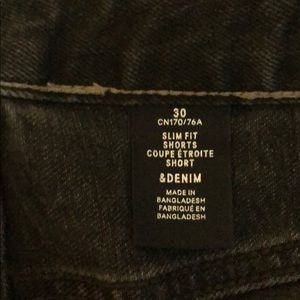 30
CN170/76A
SLIM FIT
SHORTS
COUPE ÉTROITE
SHORT
&DENIM
MADE IN
BANGLADESH
FABRIQUÉ EN
BANGLADESH